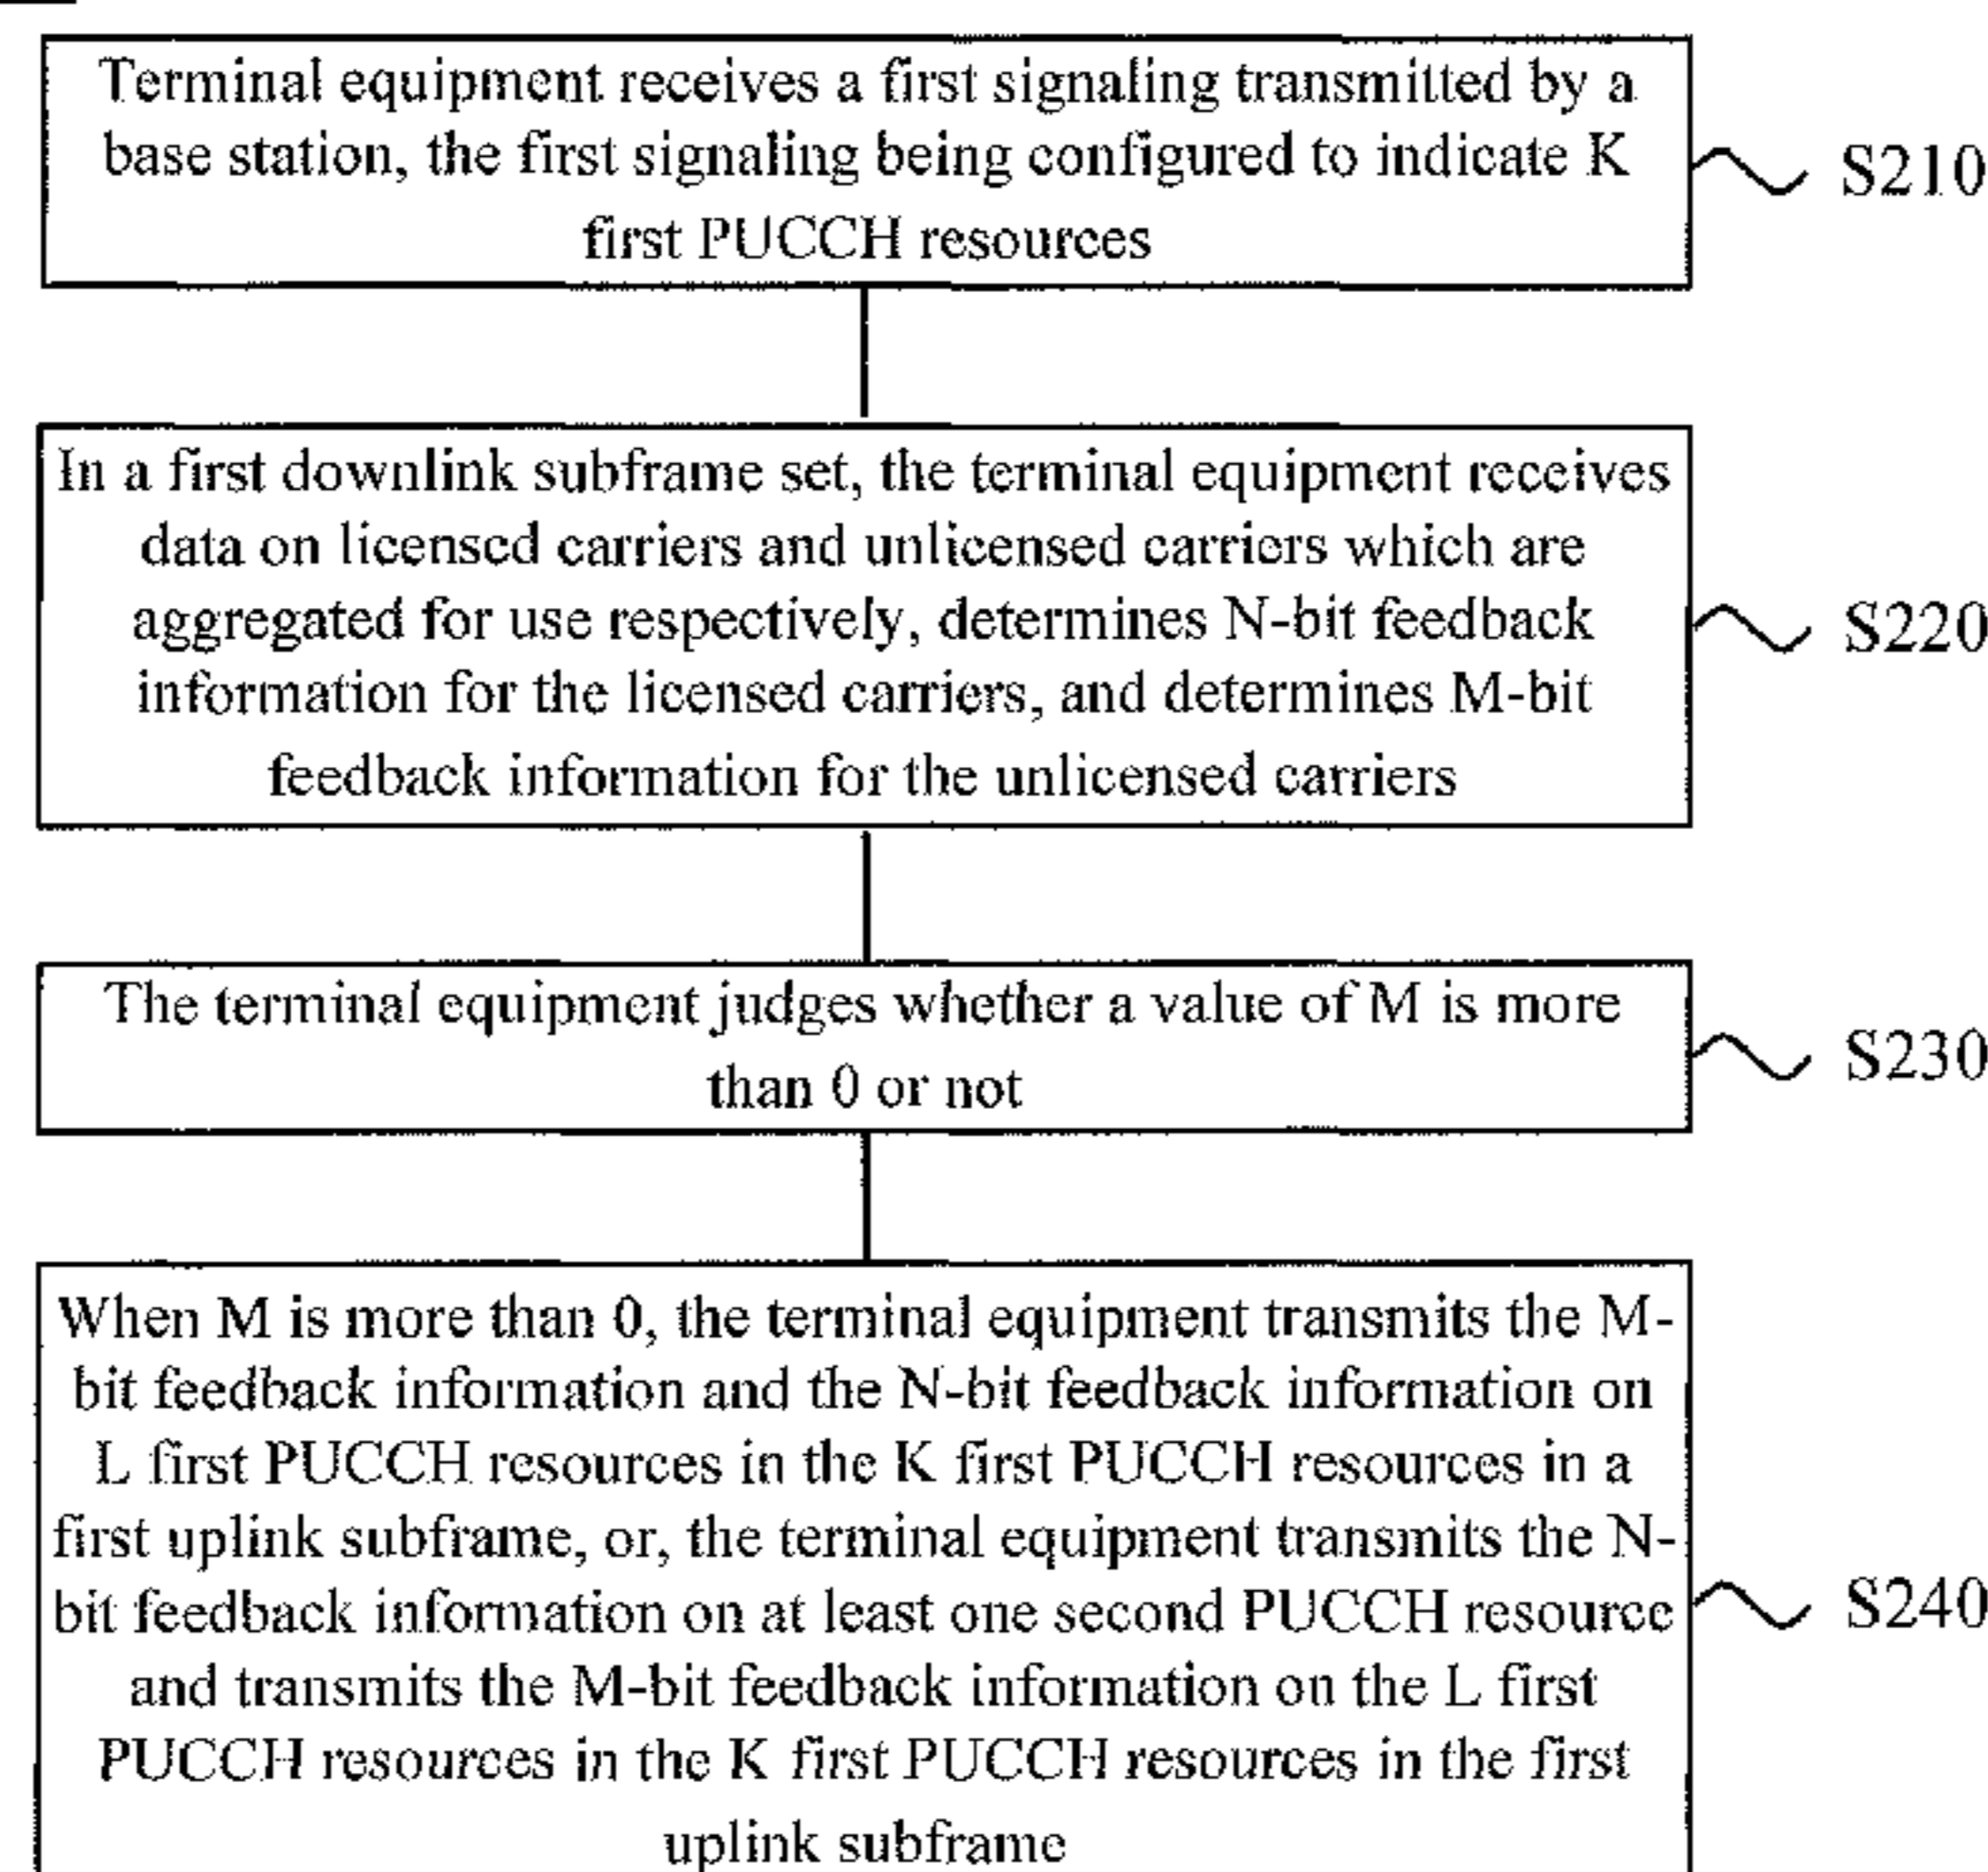 Terminal equipment receives a first signaling transmitted by a
base station, the first signaling being configured to indicate K
first PUCCH resources
S210
In a first downlink subframe set, the terminal equipment receives
data on licensed carriers and unlicensed carriers which are
aggregated for use respectively, determines N-bit feedback
information for the licensed carriers, and determines M-bit
feedback information for the unlicensed carriers
S220
The terminal equipment judges whether a value of M is more
than 0 or not
S230
When M is more than 0, the terminal equipment transmits the M-
bit feedback information and the N-bit feedback information on
L first PUCCH resources in the K first PUCCH resources in a
first uplink subframe, or, the terminal equipment transmits the N-
bit feedback information on at least one second PUCCH resource
and transmits the M-bit feedback information on the L first
PUCCH resources in the K first PUCCH resources in the first
uplink subframe
S240